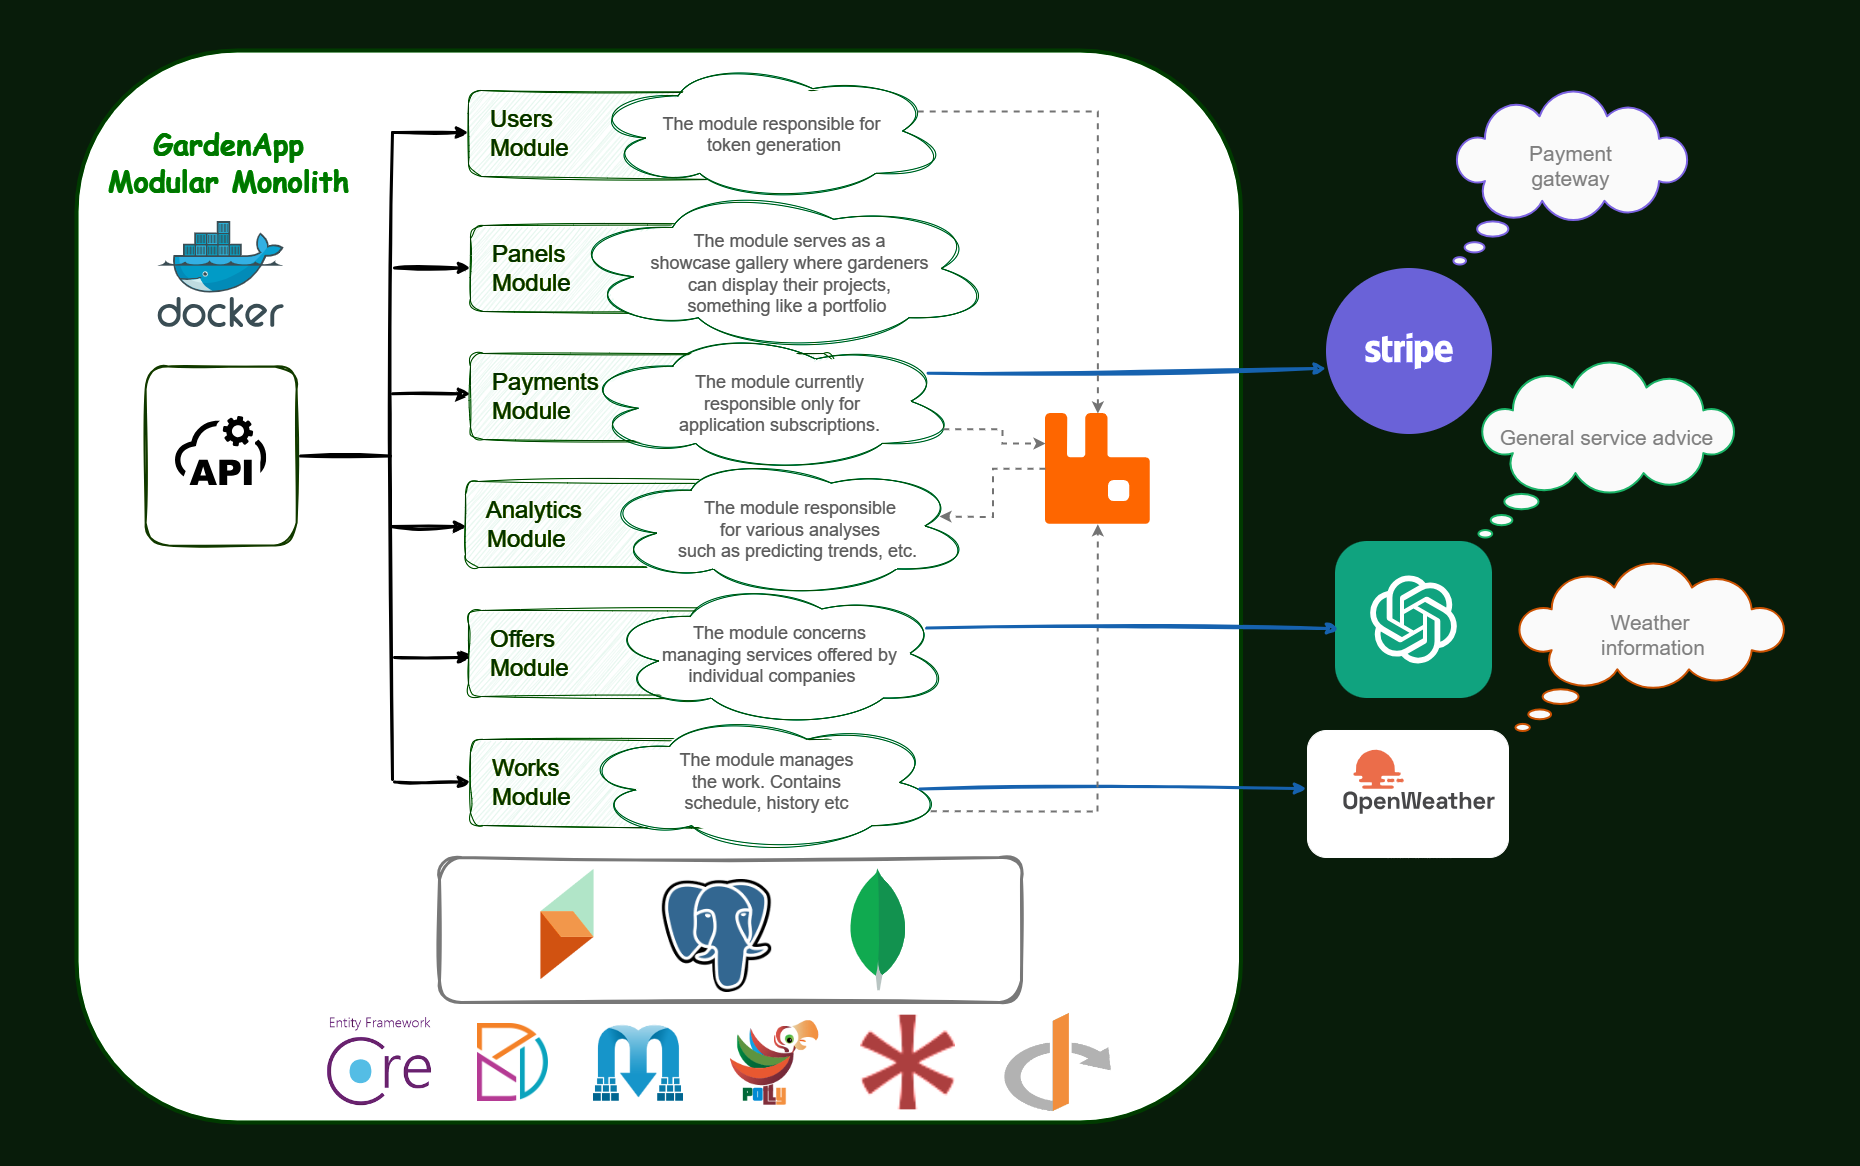 GardenApp
Modular Monolith
docker
API
Users
Module
The module responsible for
token generation
Panels
Module
The module serves as a
showcase gallery where gardeners
can display their projects,
something like a portfolio
Payments
Module
The module currently
responsible only for
application subscriptions.
Analytics
Module
The module responsible
for various analyses
such as predicting trends, etc.
Offers
Module
The module concerns
managing services offered by
individual companies
Works
Module
The module manages
the work. Contains
schedule, history etc
Payment
gateway
stripe
General service advice
Weather
information
OpenWeather
Entity Framework
Core
POLLY